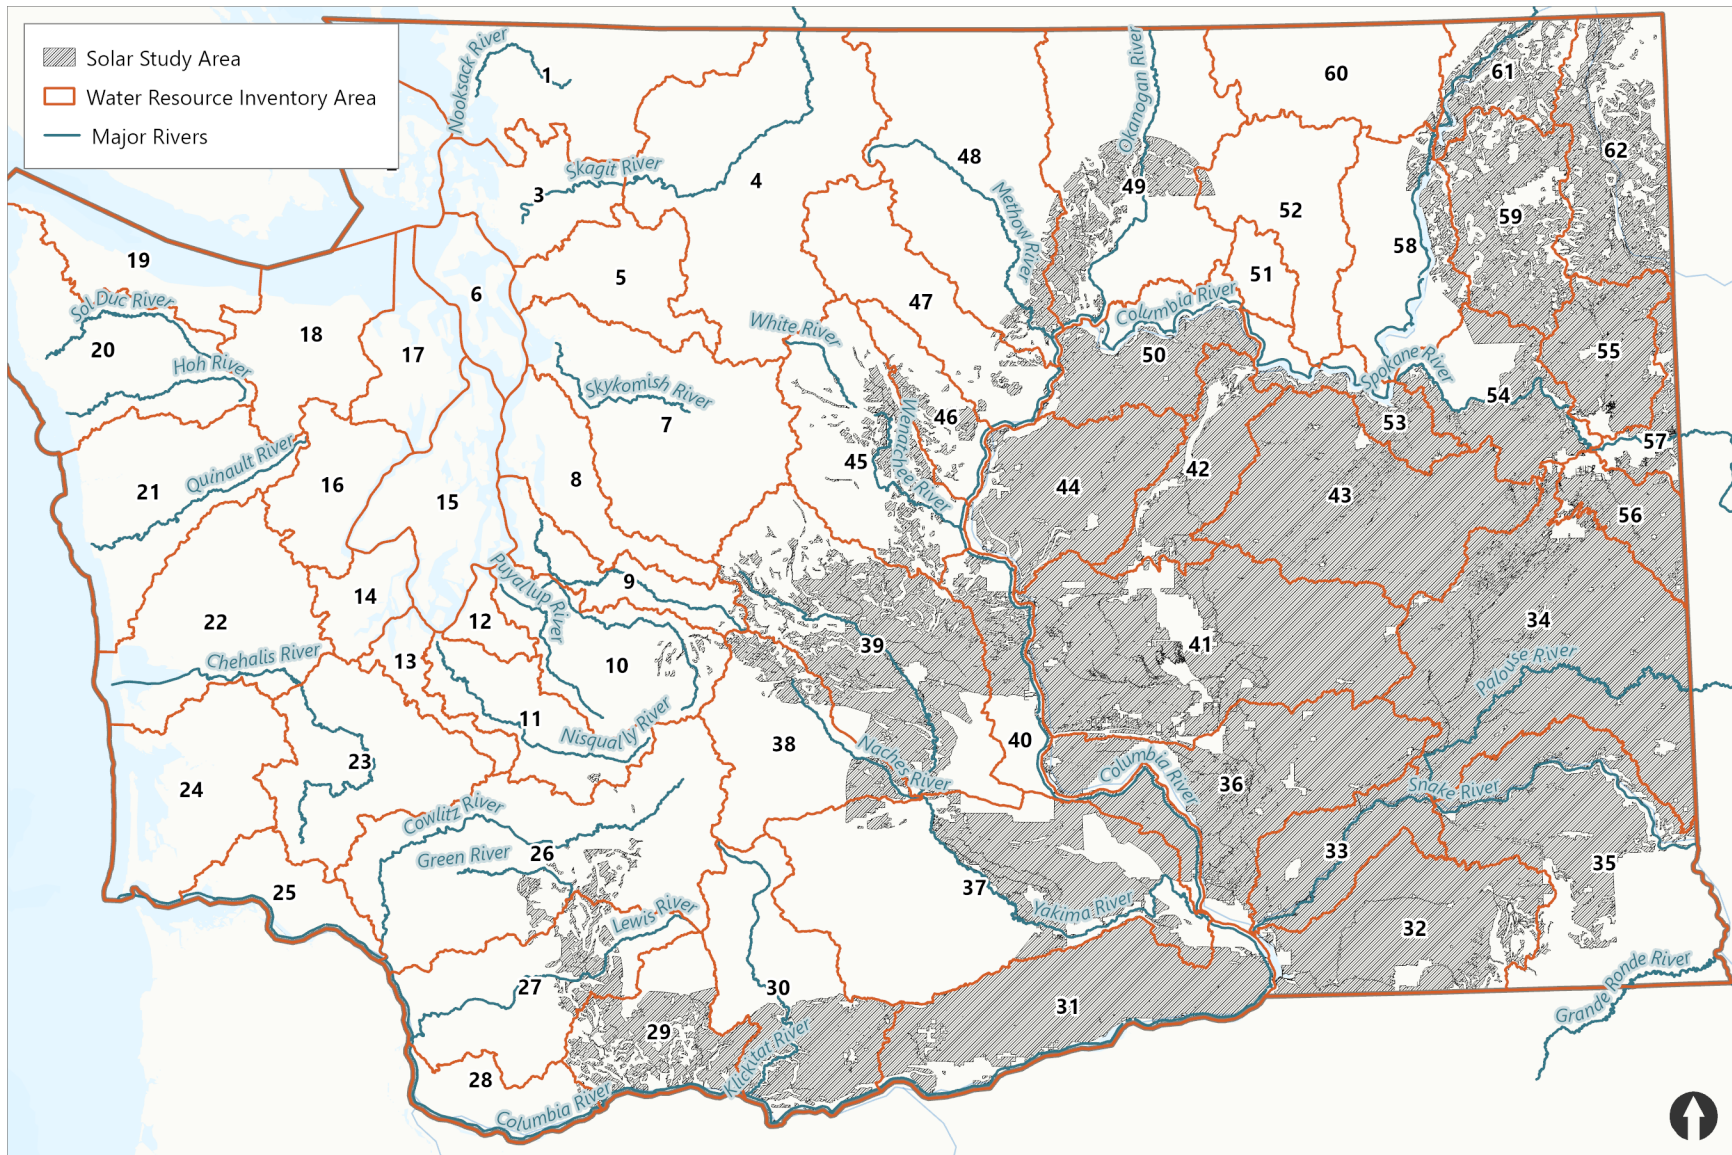 Solar Study Area
Water Resource Inventory Area
Major Rivers
Nooksack River
1
Okanogan River
60
61
62
48
49
Skagit River
3
4
Methow River
59
52
58
19
5
51
6
47
Sol Duc River
20
18
17
White River
Columbia River
50
55
Hoh River
Skykomish River
7
Spokane River
54
53
46
57
Wenatchee River
45
42
Quinault River
21
16
8
15
44
43
56
Puyallup River
9
14
22
12
34
10
39
41
Chehalis River
13
Palouse River
11
Nisqually River
38
40
23
Naches River
Columbia River
36
Snake River
24
Cowlitz River
Green River
26
33
35
25
37
Lewis River
Yakima River
32
27
30
Grande Ronde River
31
29
Klickitat River
28
Columbia River